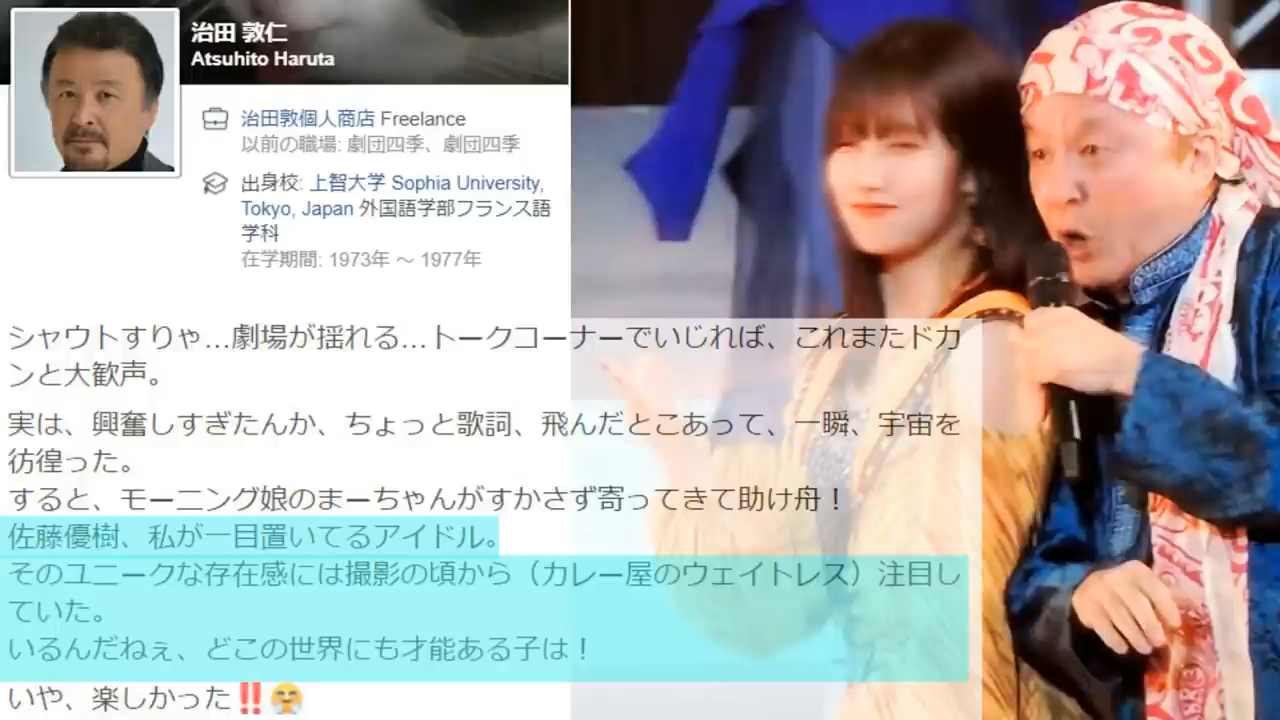 治田 敦仁
Atsuhito Haruta
治田敦個人商店 Freelance
以前の職場: 劇団四季、劇団四季
出身校: 上智大学 Sophia University,
Tokyo, Japan 外国語学部フランス語
学科
在学期間: 1973年 ～ 1977年
シャウトすりゃ…劇場が揺れる…トークコーナーでいじれば、これまたドカ
ンと大歓声。
実は、興奮しすぎたんか、ちょっと歌詞、飛んだとこあって、一瞬、宇宙を
彷徨った。
すると、モーニング娘のまーちゃんがすかさず寄ってきて助け舟！
佐藤優樹、私が一目置いてるアイドル。
そのユニークな存在感には撮影の頃から（カレー屋のウェイトレス）注目し
ていた。
いるんだねぇ、どこの世界にも才能ある子は！
いや、楽しかった‼️😤